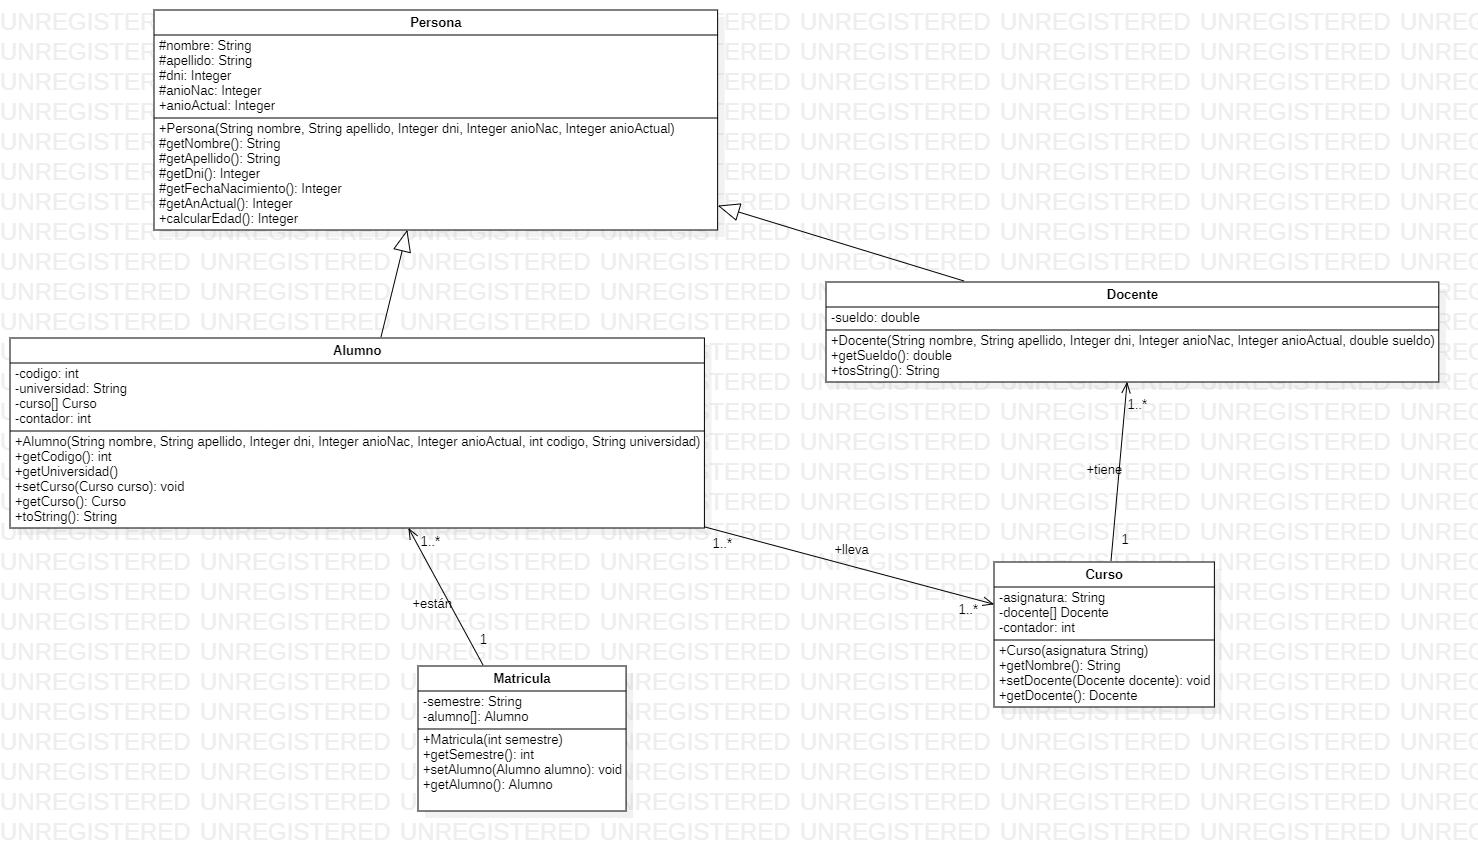 Persona
#nombre: String
#apellido: String
#dni: Integer
#anioNac: Integer
+anioActual: Integer
+Persona(String nombre, String apellido, Integer dni, Integer anioNac, Integer anioActual)
#getNombre(): String
#getApellido(): String
#getDni(): Integer
#getFechaNacimiento(): Integer
#getAnActual(): Integer
+calcularEdad(): Integer
Docente
-sueldo: double
+Docente(String nombre, String apellido, Integer dni, Integer anioNac, Integer anioActual, double sueldo)
+getSueldo(): double
+tosString(): String
Alumno
-codigo: int
-universidad: String
-curso[] Curso
-contador: int
+Alumno(String nombre, String apellido, Integer dni, Integer anioNac, Integer anioActual, int codigo, String universidad)
+getCodigo(): int
+getUniversidad()
+setCurso(Curso curso): void
+getCurso(): Curso
+toString(): String
1..*
+tiene
1
1..*
+lleva
1..*
1..*
+están
1
Curso
-asignatura: String
-docente[] Docente
-contador: int
+Curso(asignatura String)
+getNombre(): String
+setDocente(Docente docente): void
+getDocente(): Docente
Matricula
-semestre: String
-alumno[]: Alumno
+Matricula(int semestre)
+getSemestre(): int
+setAlumno(Alumno alumno): void
+getAlumno(): Alumno
UNREGISTERED